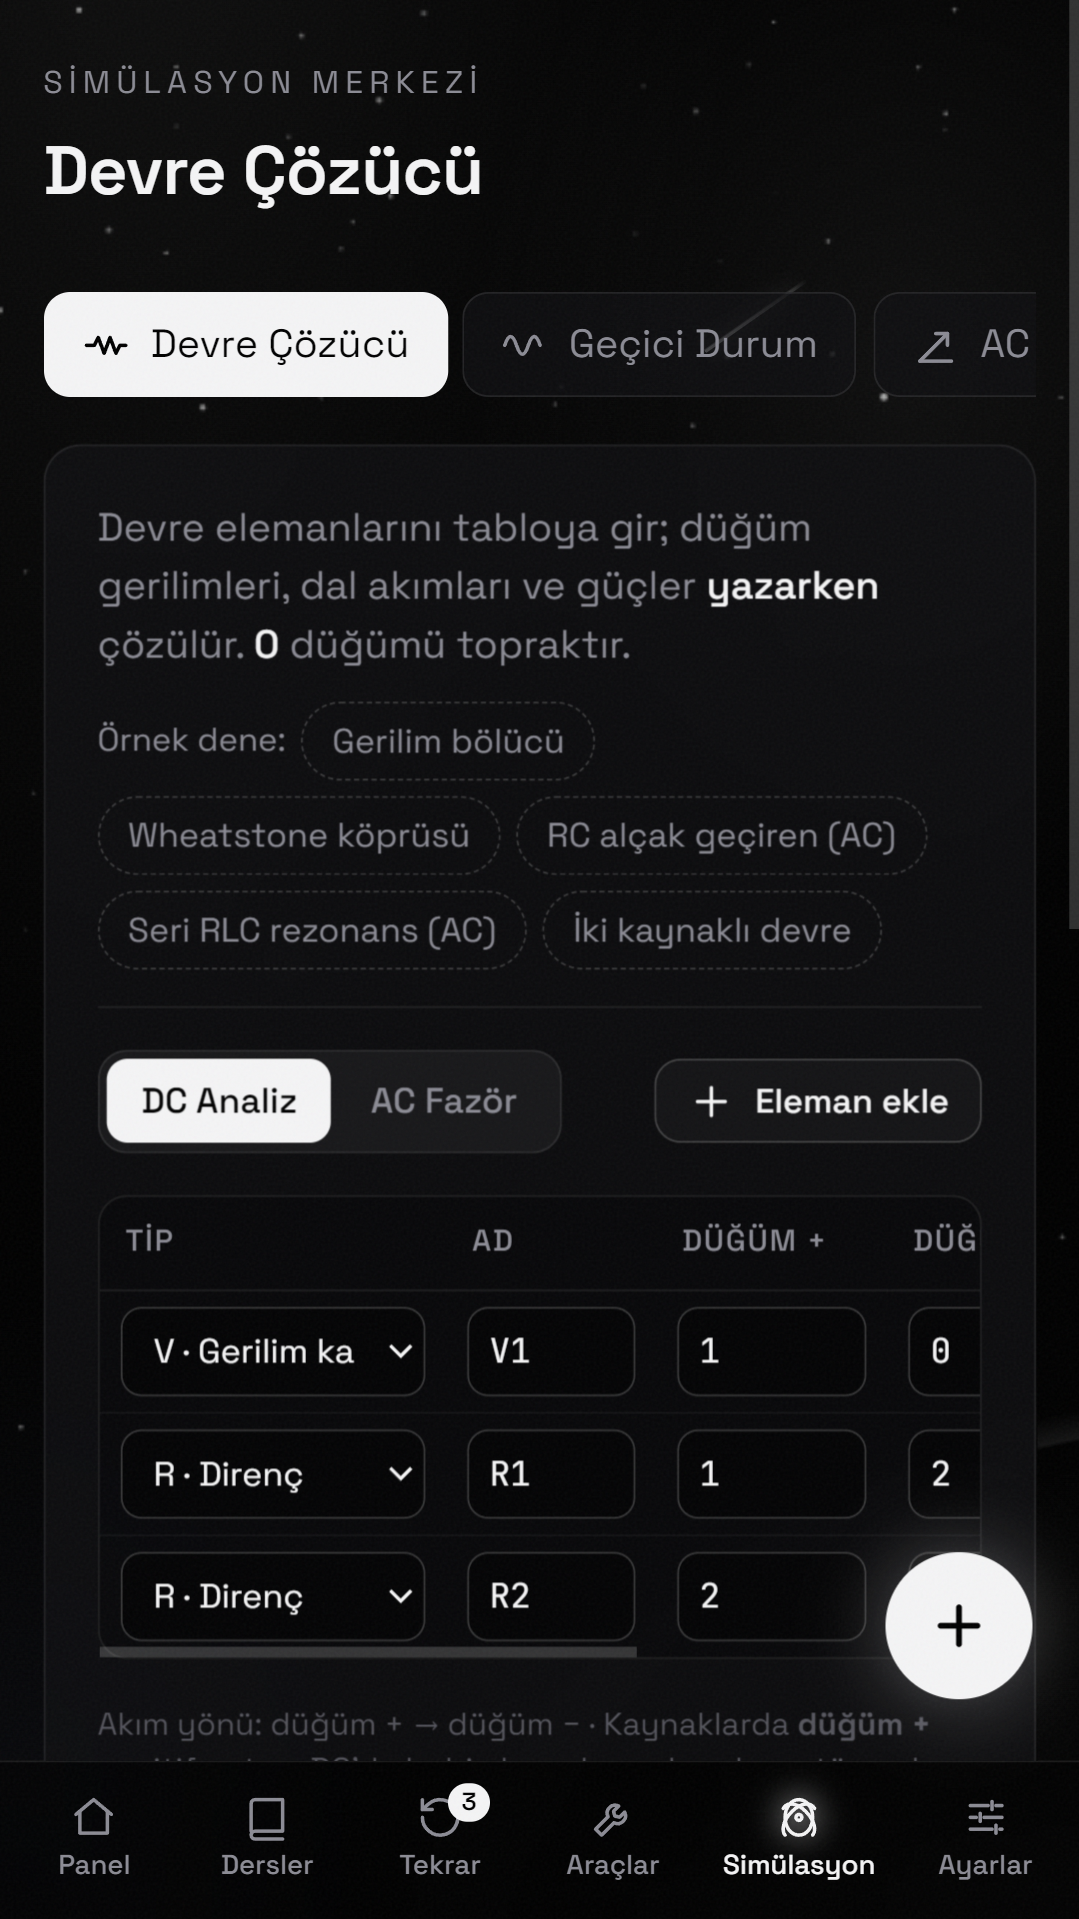 SİMÜLASYON MERKEZİ
Devre Çözücü
Devre Çözücü
Geçici Durum
AC
Devre elemanlarını tabloya gir; düğüm
gerilimleri, dal akımları ve güçler yazarken
çözülür. 0 düğümü topraktır.
Örnek dene: Gerilim bölücü
Wheatstone köprüsü
RC alçak geçiren (AC)
Seri RLC rezonans (AC)
İki kaynaklı devre
DC Analiz
AC Fazör
+ Eleman ekle
TİP AD DÜĞÜM + DÜĞ
V · Gerilim ka V1 1 0
R · Direnç R1 1 2
R · Direnç R2 2
+
Akım yönü: düğüm + → düğüm − · Kaynaklarda düğüm +
3
Panel
Dersler
Tekrar
Araçlar
Simülasyon
Ayarlar